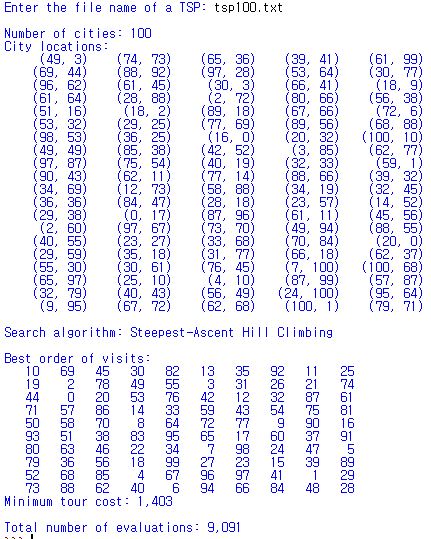 Enter the file name of a TSP: tsp100.txt
Number of cities: 100
City locations:
(49, 3) (74, 73) (65, 36) (39, 41) (61, 99)
(69, 44) (88, 92) (97, 28) (53, 64) (30, 77)
(96, 62) (61, 45) (30, 3) (66, 41) (18, 9)
(61, 64) (28, 88) (2, 72) (80, 66) (56, 38)
(51, 16) (18, 2) (89, 18) (67, 66) (72, 6)
(53, 32) (29, 25) (77, 69) (89, 56) (68, 88)
(98, 53) (36, 25) (16, 0) (20, 32) (100, 10)
(49, 49) (85, 38) (42, 52) (3, 85) (62, 77)
(97, 87) (75, 54) (40, 19) (32, 33) (59, 1)
(90, 43) (62, 11) (77, 14) (88, 66) (39, 32)
(34, 69) (12, 73) (58, 88) (34, 19) (32, 45)
(36, 36) (84, 47) (28, 18) (23, 57) (14, 52)
(29, 38) (0, 17) (87, 96) (61, 11) (45, 56)
(2, 60) (97, 67) (73, 70) (49, 94) (88, 55)
(40, 55) (23, 27) (33, 68) (70, 84) (20, 0)
(29, 59) (35, 18) (31, 77) (66, 18) (62, 37)
(55, 30) (30, 61) (76, 45) (7, 100) (100, 68)
(65, 97) (25, 10) (4, 10) (87, 99) (57, 87)
(32, 79) (40, 43) (56, 49) (24, 100) (95, 64)
(9, 95) (67, 72) (62, 68) (100, 1) (79, 71)
Search algorithm: Steepest-Ascent Hill Climbing
Best order of visits:
10 69 45 30 82 13 35 92 11 25
19 2 78 49 55 3 31 26 21 74
44 0 20 53 76 42 12 32 87 61
71 57 86 14 33 59 43 54 75 81
50 58 70 8 64 72 77 9 90 16
93 51 38 83 95 65 17 60 37 91
80 63 46 22 34 7 98 24 47 5
79 36 56 18 99 27 23 15 39 89
52 68 85 4 67 96 97 41 1 29
73 88 62 40 6 94 66 84 48 28
Minimum tour cost: 1,403
Total number of evaluations: 9,091
>>>